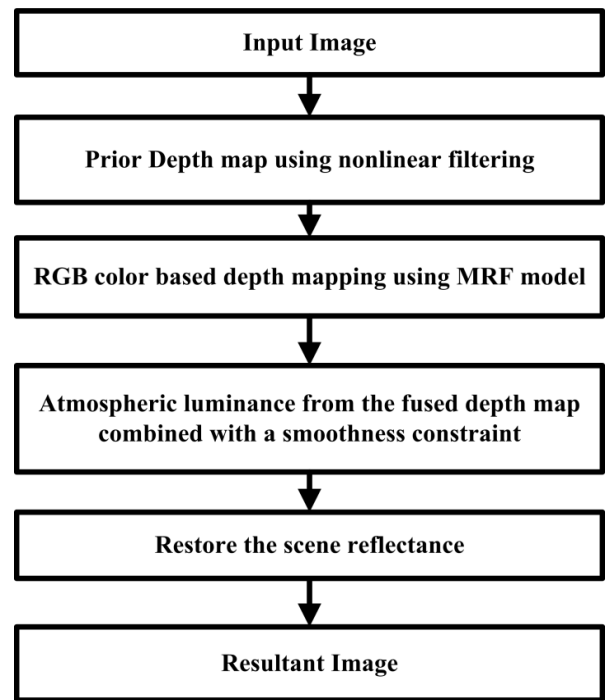 Input Image
Prior Depth map using nonlinear filtering
RGB color based depth mapping using MRF model
Atmospheric luminance from the fused depth map
combined with a smoothness constraint
Restore the scene reflectance
Resultant Image